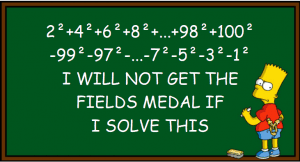 2²+4²+6²+8²+...+98²+100²
-99²-97²-...-7²-5²-3²-1²
I WILL NOT GET THE
FIELDS MEDAL IF
I SOLVE THIS